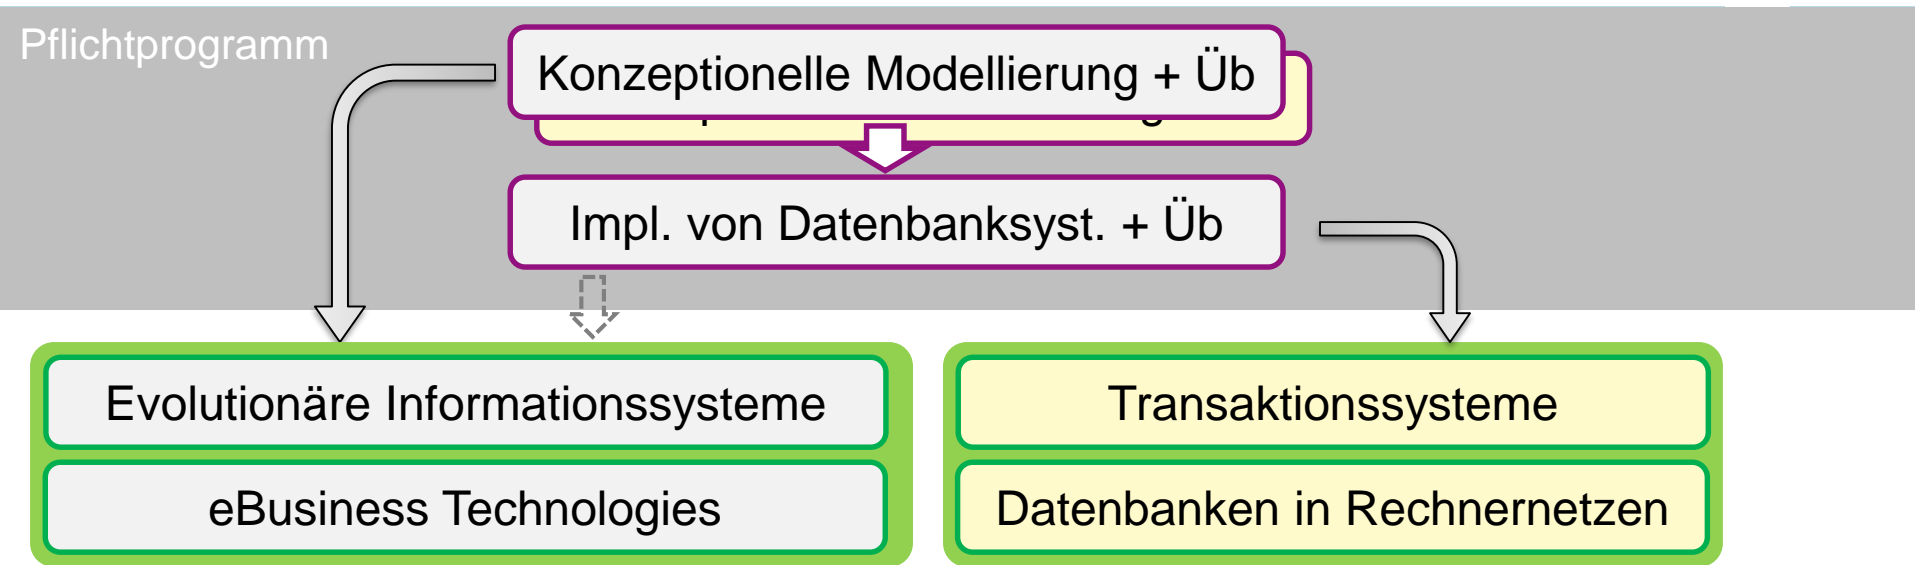 Pflichtprogramm
Konzeptionelle Modellierung + Üb
Impl. von Datenbanksyst. + Üb
Evolutionäre Informationssysteme
Transaktionssysteme
eBusiness Technologies
Datenbanken in Rechnernetzen